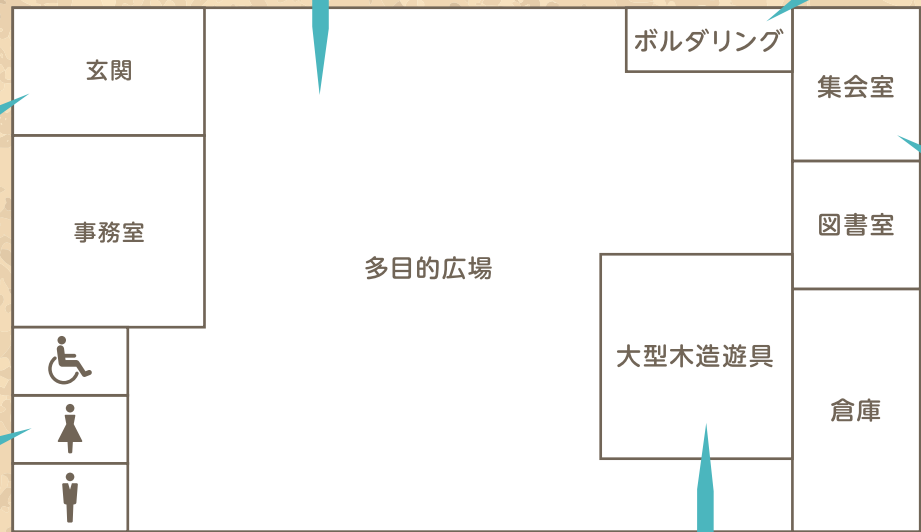 玄関
ボルダリング
集会室
事務室
図書室
多目的広場
大型木造遊具
倉庫